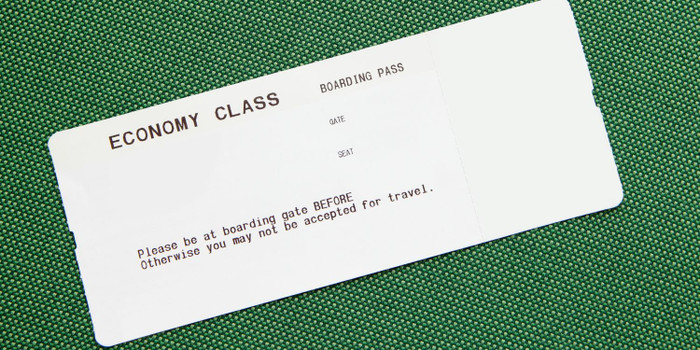 ECONOMY CLASS
BOARDING PASS
GATE
SEAT
Please be at boarding gate BEFORE
Otherwise you may not be accepted for travel.